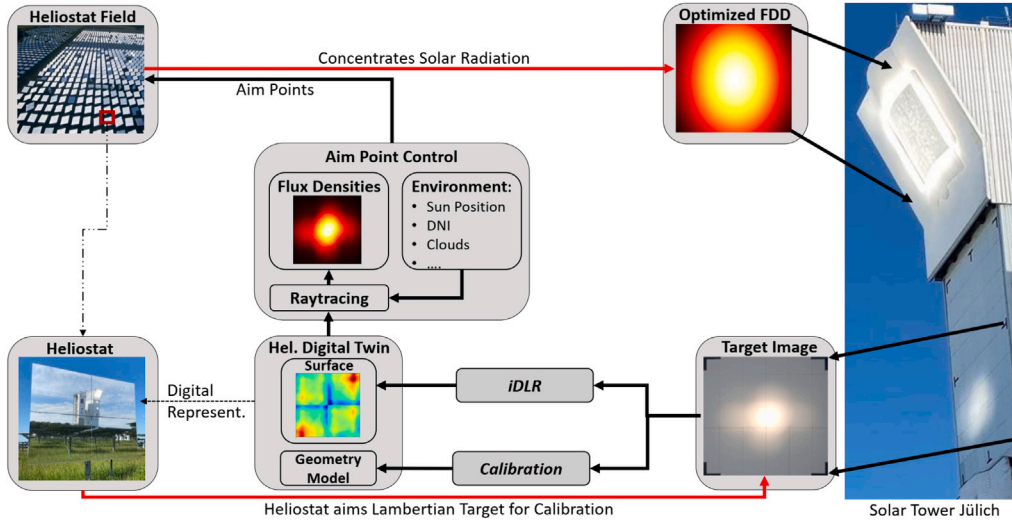 Heliostat Field
Concentrates Solar Radiation
Aim Points
Optimized FDD
Aim Point Control
Flux Densities
Environment:
• Sun Position
• DNI
• Clouds
• ....
Raytracing
Heliostat
Digital
Represent.
Hel. Digital Twin
Surface
Geometry
Model
iDLR
Calibration
Target Image
Heliostat aims Lambertian Target for Calibration
Solar Tower Jülich